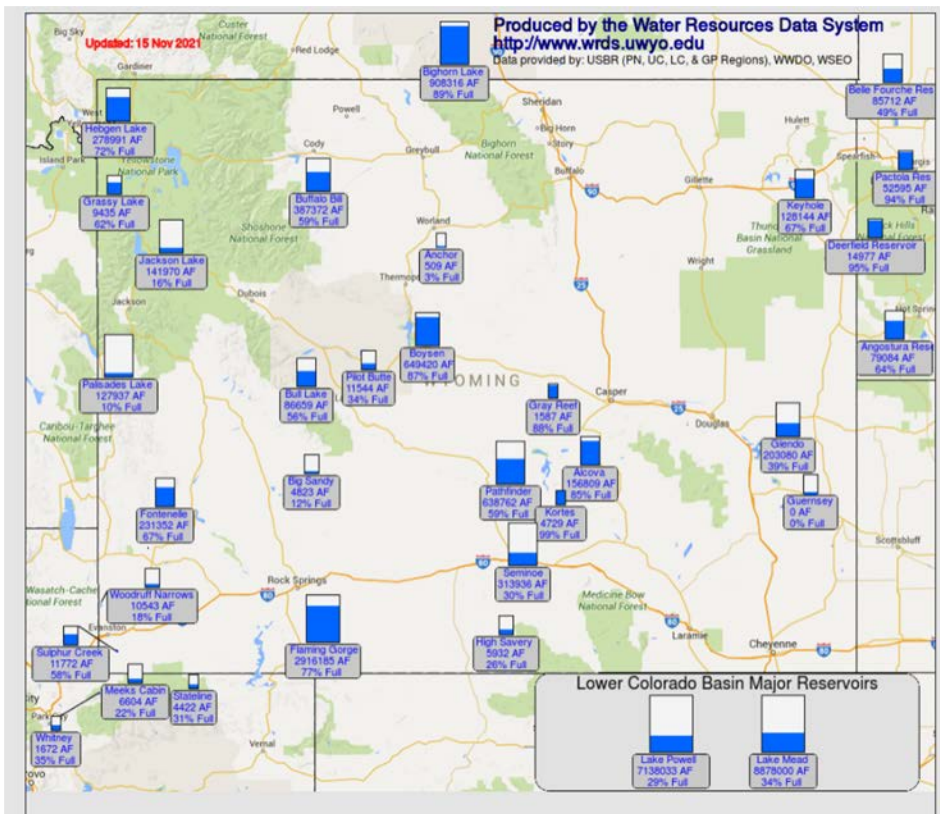 Produced by the Water Resources Data System
http://www.wrds.uwyo.edu
Data provided by: USBR (PN, UC, LC, & GP Regions), WWDO, WSEO
Updated: 15 Nov 2021
Big Sky
Custer
National Forest
Red Lodge
Gardiner
West
Island Park
Yellowstone
National Park
Hebgen Lake
278991 AF
72% Full
Bighorn Lake
908316 AF
89% Full
Belle Fourche Res
85712 AF
49% Full
Powell
Sheridan
Big Horn
Story
Hulett
Cody
Greybull
Bighorn
National Forest
Buffalo
90
Gillette
Spearfish
Grassy Lake
9435 AF
62% Full
Buffalo Bill
387372 AF
59% Full
Keyhole
128144 AF
67% Full
Pactola Res
52595 AF
94% Full
Shoshone
National Forest
Worland
Jackson Lake
141970 AF
16% Full
Anchor
509 AF
3% Full
Thermop
Basin National
Grassland
Wright
Deerfield Reservoir
14977 AF
95% Full
Jackson
Dubois
25
Hot Sprin
Palisades Lake
127937 AF
10% Full
Bull Lake
86659 AF
56% Full
Pilot Butte
11544 AF
34% Full
Boysen
649420 AF
87% Full
WYOMING
Angostura Rese
79084 AF
64% Full
Gray Reef
1587 AF
88% Full
Casper
25
Douglas
Caribou-Targhee
National Forest
Glendo
203080 AF
39% Full
Fontenelle
231352 AF
67% Full
Big Sandy
4823 AF
12% Full
Pathfinder
638762 AF
59% Full
Alcova
156809 AF
85% Full
Kortes
4729 AF
99% Full
Guernsey
0 AF
0% Full
Scottsbluff
Seminoe
313936 AF
30% Full
80
Wasatch-Cache
tional Forest
Woodruff Narrows
10543 AF
18% Full
Rock Springs
80
Medicine Bow
National Forest
Evanston
Laramie
80
Cheyenne
80
Sulphur Creek
11772 AF
58% Full
Flaming Gorge
2916185 AF
77% Full
High Savery
5932 AF
26% Full
Meeks Cabin
6604 AF
22% Full
Stateline
4422 AF
31% Full
Whitney
1672 AF
35% Full
Vernal
Lower Colorado Basin Major Reservoirs
Lake Powell
7138033 AF
29% Full
Lake Mead
8878000 AF
34% Full